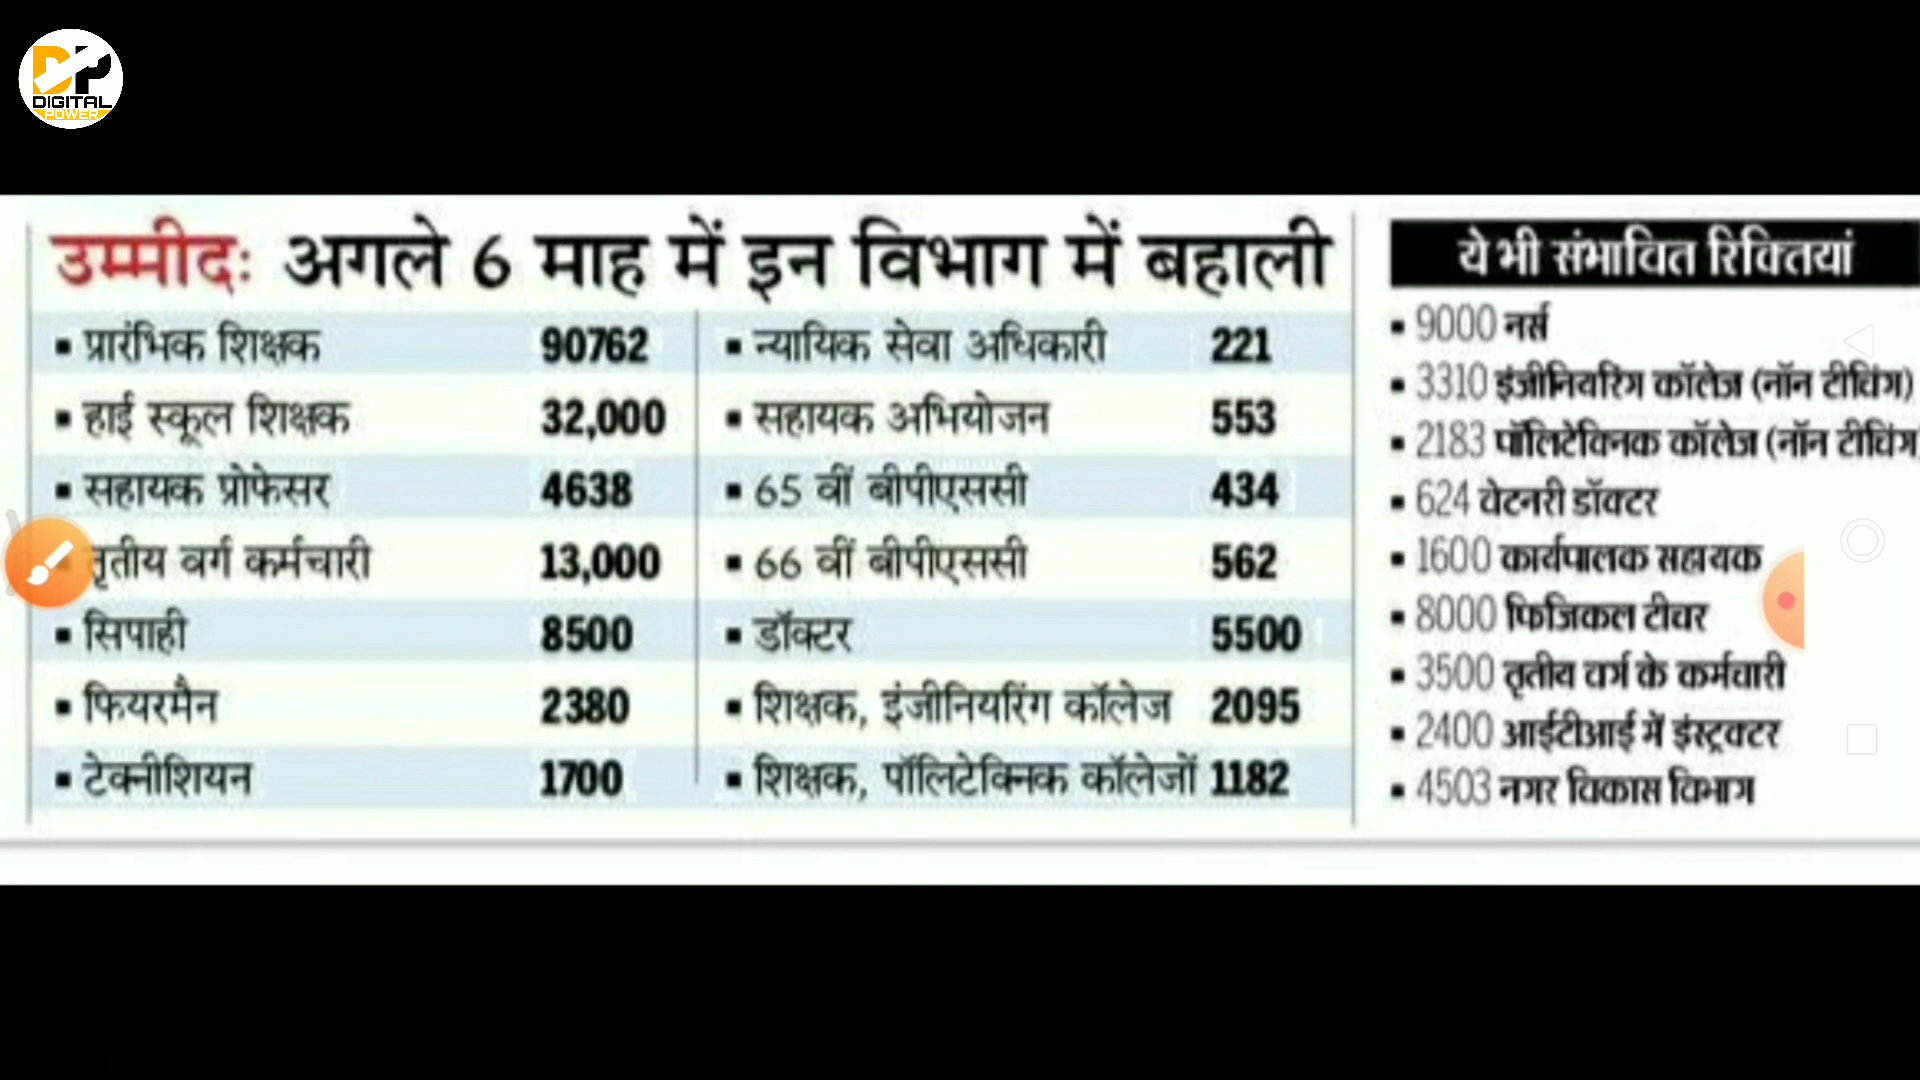 DP
DIGITAL
POWER
उम्मीदः अगले 6 माह में इन विभाग में बहाली
▪ प्रारंभिक शिक्षक 90762
▪ हाई स्कूल शिक्षक 32,000
▪ सहायक प्रोफेसर 4638
तृतीय वर्ग कर्मचारी 13,000
▪ सिपाही 8500
▪ फियरमैन 2380
▪ टेक्नीशियन 1700
▪ न्यायिक सेवा अधिकारी 221
▪ सहायक अभियोजन 553
▪ 65 वीं बीपीएससी 434
▪ 66 वीं बीपीएससी 562
▪ डॉक्टर 5500
▪ शिक्षक, इंजीनियरिंग कॉलेज 2095
▪ शिक्षक, पॉलिटेक्निक कॉलेजों 1182
ये भी संभावित रिक्तियां
▪ 9000 नर्स
▪ 3310 इंजीनियरिंग कॉलेज (नॉन टीचिंग)
▪ 2183 पॉलिटेक्निक कॉलेज (नॉन टीचिंग)
▪ 624 वेटनरी डॉक्टर
▪ 1600 कार्यपालक सहायक
▪ 8000 फिजिकल टीचर
▪ 3500 तृतीय वर्ग के कर्मचारी
▪ 2400 आईटीआई में इंस्ट्रक्टर
▪ 4503 नगर विकास विभाग